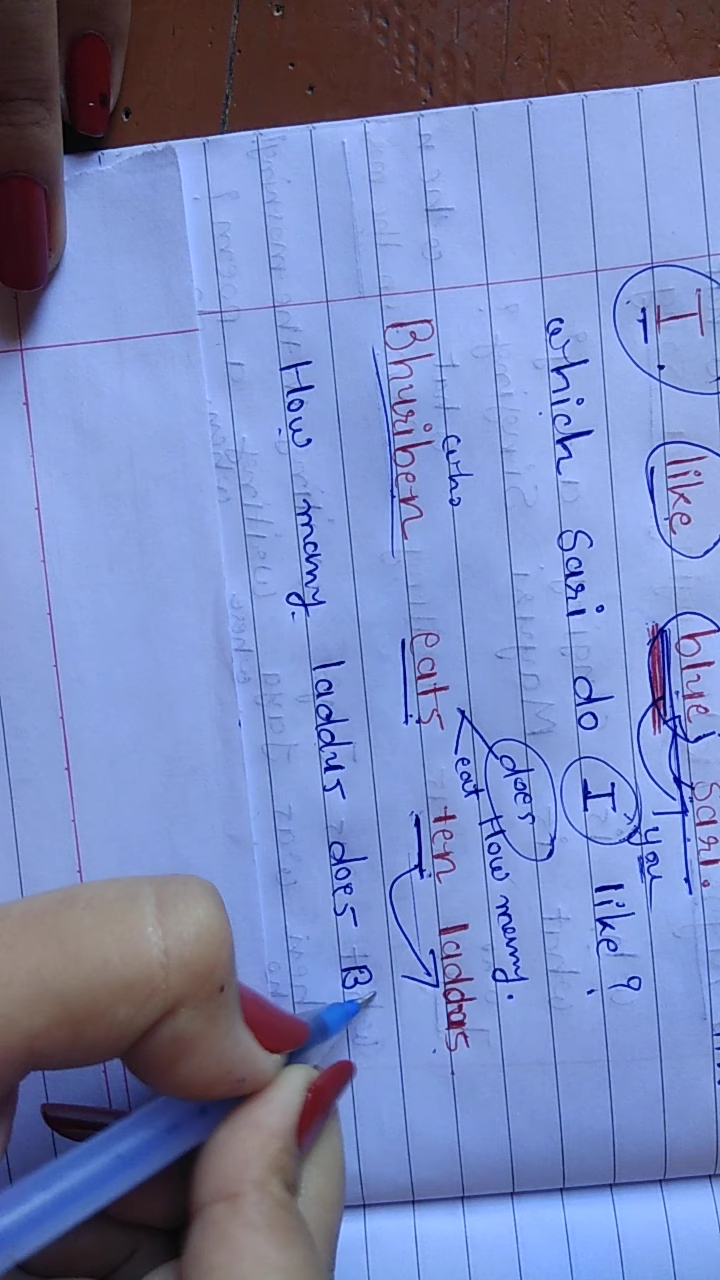 I. like blue sari.
you
which sari do I like?
does How many.
who eat
Bhuriben eats ten laddus
How many laddus does B